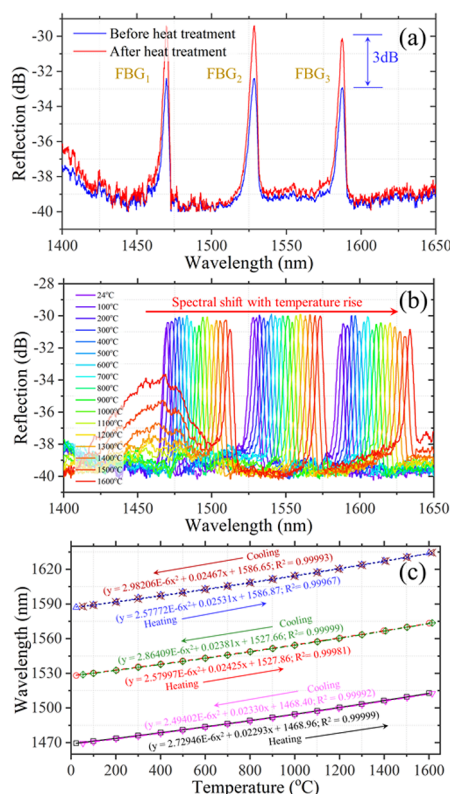 Before heat treatment
After heat treatment
(a)
FBG1
FBG2
FBG3
3dB
Reflection (dB)
-30
-32
-34
-36
-38
-40
1400 1450 1500 1550 1600 1650
Wavelength (nm)
24°C
100°C
200°C
300°C
400°C
500°C
600°C
700°C
800°C
900°C
1000°C
1100°C
1200°C
1300°C
1400°C
1500°C
1600°C
Spectral shift with temperature rise
(b)
Reflection (dB)
-28
-30
-32
-34
-36
-38
-40
1400 1450 1500 1550 1600 1650
Wavelength (nm)
Cooling
(y = 2.98206E-6x² + 0.02467x + 1586.65; R² = 0.99993)
(y = 2.57772E-6x² + 0.02531x + 1586.87; R² = 0.99967)
Heating
(c)
Cooling
(y = 2.86409E-6x² + 0.02381x + 1527.66; R² = 0.99999)
(y = 2.57997E-6x² + 0.02425x + 1527.86; R² = 0.99981)
Heating
Cooling
(y = 2.49402E-6x² + 0.02330x + 1468.40; R² = 0.99992)
(y = 2.72946E-6x² + 0.02293x + 1468.96; R² = 0.99999)
Heating
Wavelength (nm)
1620
1590
1560
1530
1500
1470
0 200 400 600 800 1000 1200 1400 1600
Temperature (°C)